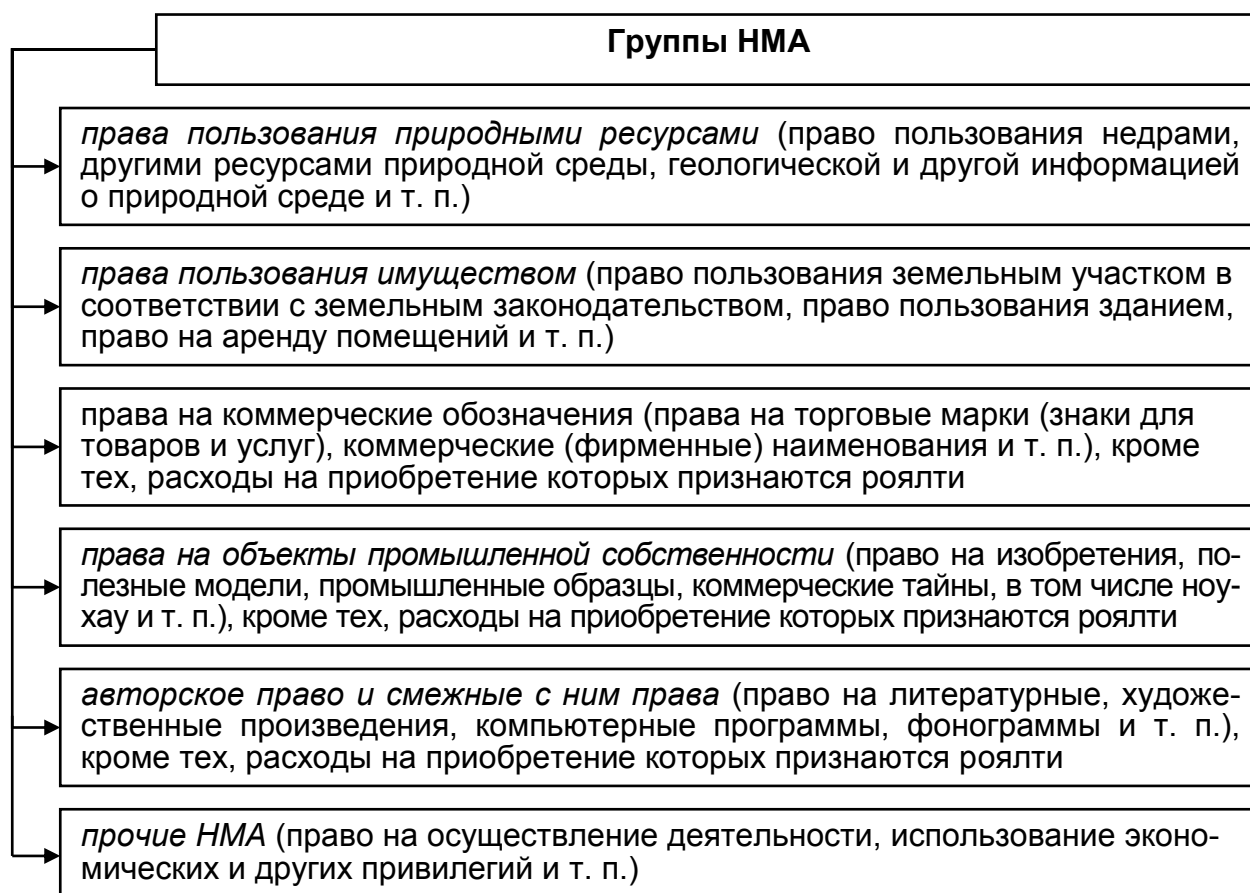 Группы НМА
права пользования природными ресурсами (право пользования недрами,
другими ресурсами природной среды, геологической и другой информацией
о природной среде и т. п.)
права пользования имуществом (право пользования земельным участком в
соответствии с земельным законодательством, право пользования зданием,
право на аренду помещений и т. п.)
права на коммерческие обозначения (права на торговые марки (знаки для
товаров и услуг), коммерческие (фирменные) наименования и т. п.), кроме
тех, расходы на приобретение которых признаются роялти
права на объекты промышленной собственности (право на изобретения, по-
лезные модели, промышленные образцы, коммерческие тайны, в том числе ноу-
хау и т. п.), кроме тех, расходы на приобретение которых признаются роялти
авторское право и смежные с ним права (право на литературные, художе-
ственные произведения, компьютерные программы, фонограммы и т. п.),
кроме тех, расходы на приобретение которых признаются роялти
прочие НМА (право на осуществление деятельности, использование эконо-
мических и других привилегий и т. п.)